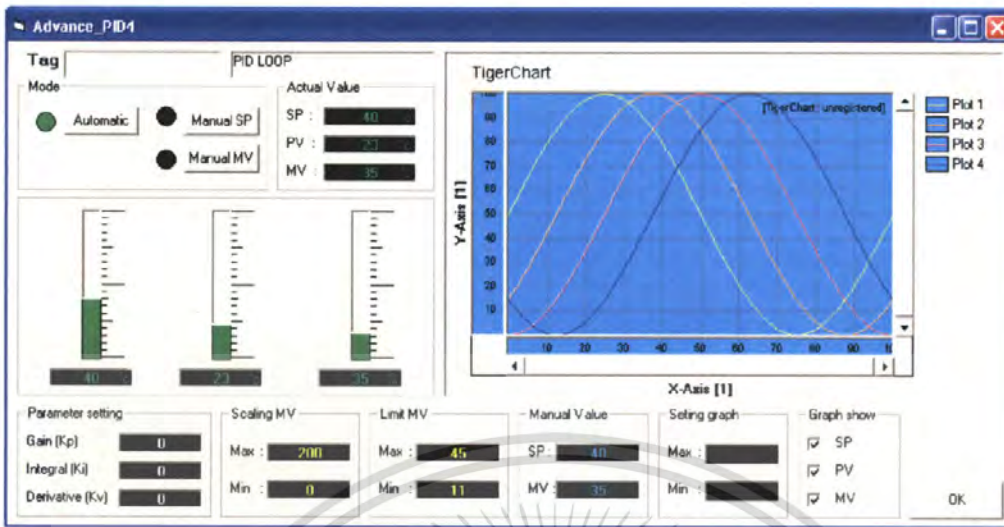 Advance_PID4
Tag
PID LOOP
Mode
Automatic
Manual SP
Manual MV
Actual Value
SP : 40
PV : 23
MV : 35
40
23
35
TigerChart
[TigerChart: unregistered]
Plot 1
Plot 2
Plot 3
Plot 4
Y-Axis [1]
100
90
80
70
60
50
40
30
20
10
10 20 30 40 50 60 70 80 90
X-Axis [1]
Parameter setting
Gain (Kp) 0
Integral (Ki) 0
Derivative (Kv) 0
Scaling MV
Max : 200
Min : 0
Limit MV
Max : 45
Min : 11
Manual Value
SP : 40
MV : 35
Seting graph
Max :
Min :
Graph show
SP
PV
MV
OK